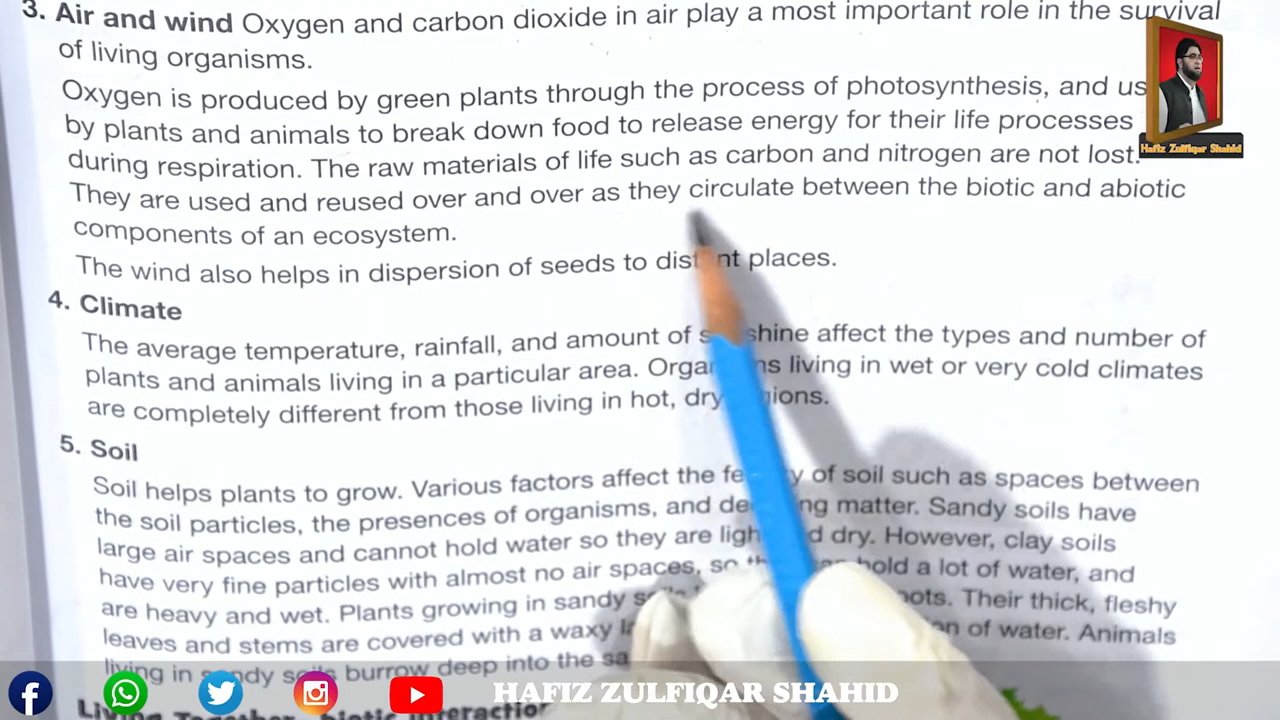 3. Air and wind Oxygen and carbon dioxide in air play a most important role in the survival
of living organisms.
Oxygen is produced by green plants through the process of photosynthesis, and us
by plants and animals to break down food to release energy for their life processes
during respiration. The raw materials of life such as carbon and nitrogen are not lost.
They are used and reused over and over as they circulate between the biotic and abiotic
components of an ecosystem.
The wind also helps in dispersion of seeds to distant places.
4. Climate
The average temperature, rainfall, and amount of sunshine affect the types and number of
plants and animals living in a particular area. Organisms living in wet or very cold climates
are completely different from those living in hot, dry regions.
5. Soil
Soil helps plants to grow. Various factors affect the fertility of soil such as spaces between
the soil particles, the presences of organisms, and decaying matter. Sandy soils have
large air spaces and cannot hold water so they are light and dry. However, clay soils
have very fine particles with almost no air spaces, so they can hold a lot of water, and
are heavy and wet. Plants growing in sandy roots. Their thick, fleshy
leaves and stems are covered with a waxy of water. Animals
living in sandy soils burrow deep into the
Living Together biotic interaction
Hafiz Zulfiqar Shahid
HAFIZ ZULFIQAR SHAHID